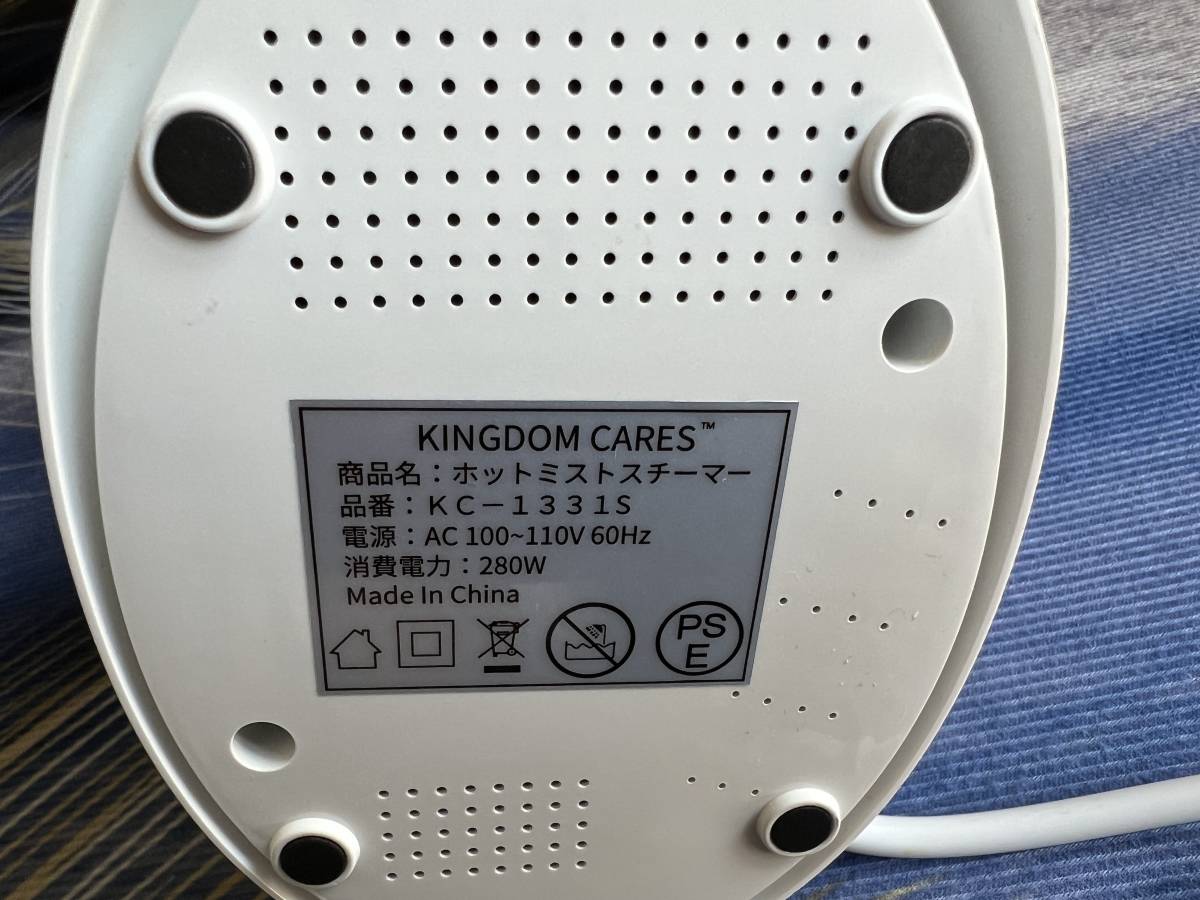 KINGDOM CARES™
商品名：ホットミストスチーマー
品番：ＫＣ－１３３１Ｓ
電源：AC 100~110V 60Hz
消費電力：280W
Made In China
PS
E